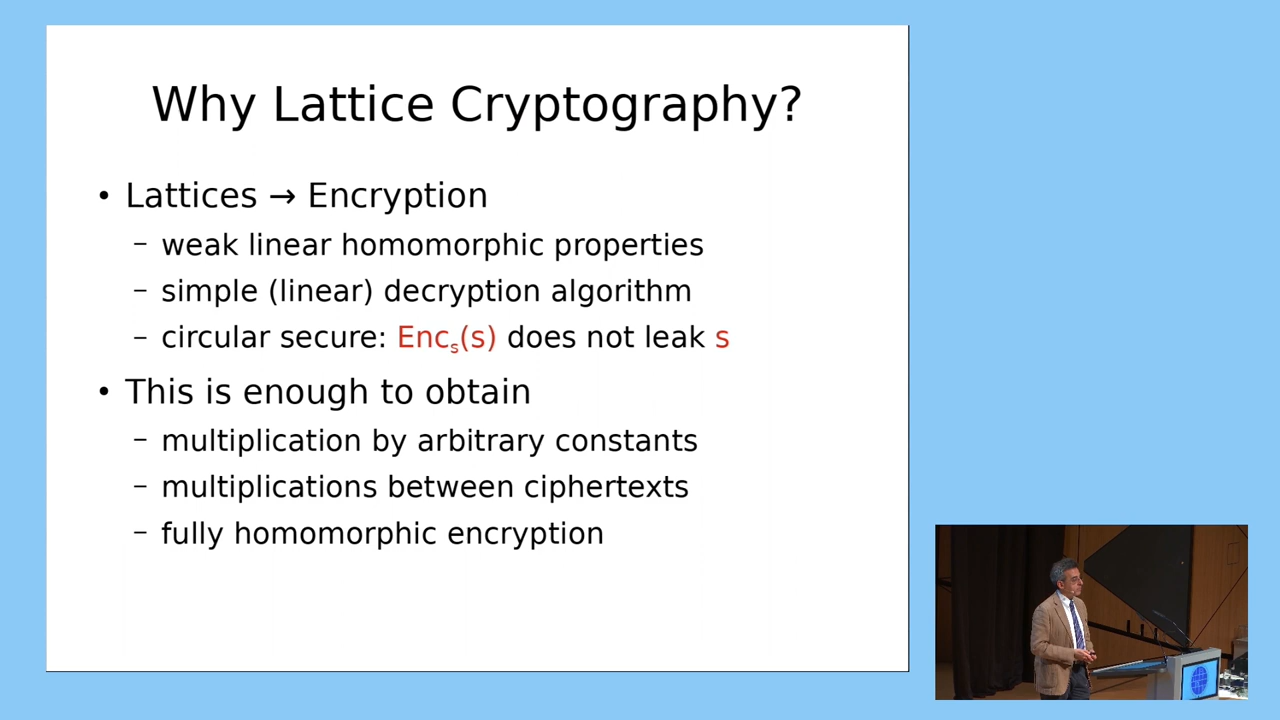 Why Lattice Cryptography?
• Lattices → Encryption
– weak linear homomorphic properties
– simple (linear) decryption algorithm
– circular secure: Encₛ(s) does not leak s
• This is enough to obtain
– multiplication by arbitrary constants
– multiplications between ciphertexts
– fully homomorphic encryption